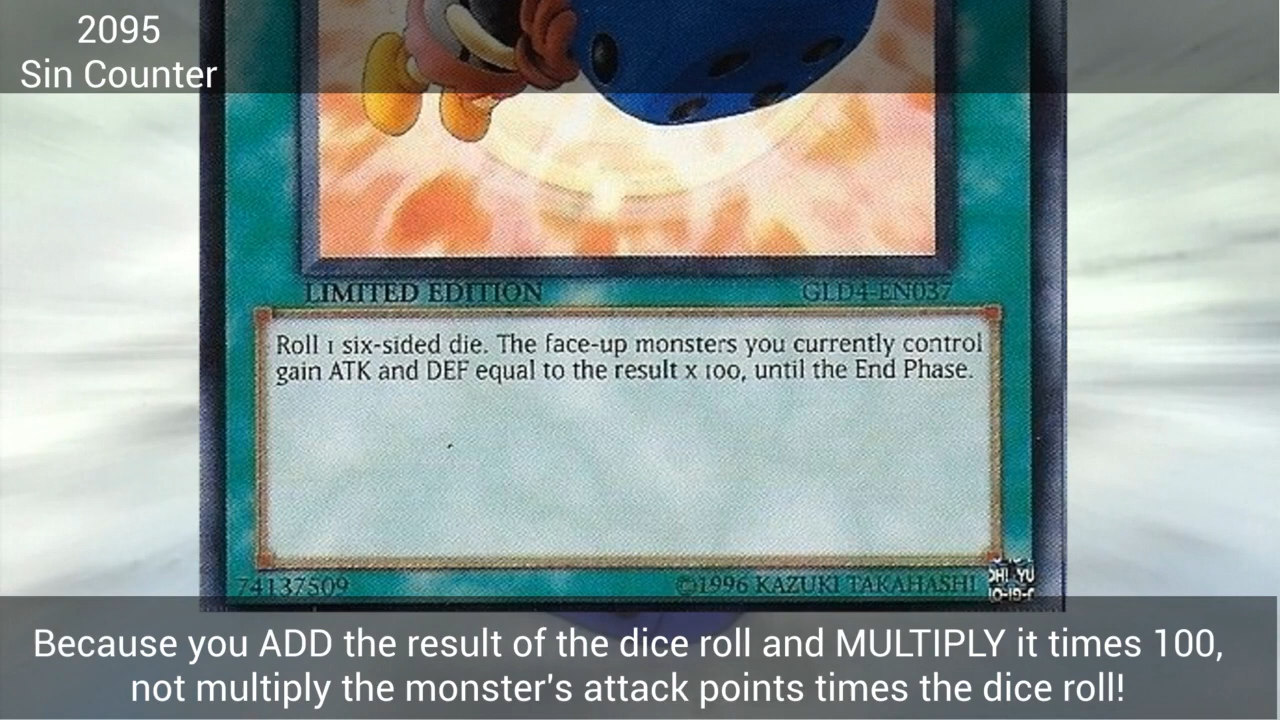 2095
Sin Counter
LIMITED EDITION
GLD4-EN037
Roll 1 six-sided die. The face-up monsters you currently control
gain ATK and DEF equal to the result x 100, until the End Phase.
74137509
©1996 KAZUKI TAKAHASHI
Because you ADD the result of the dice roll and MULTIPLY it times 100,
not multiply the monster's attack points times the dice roll!